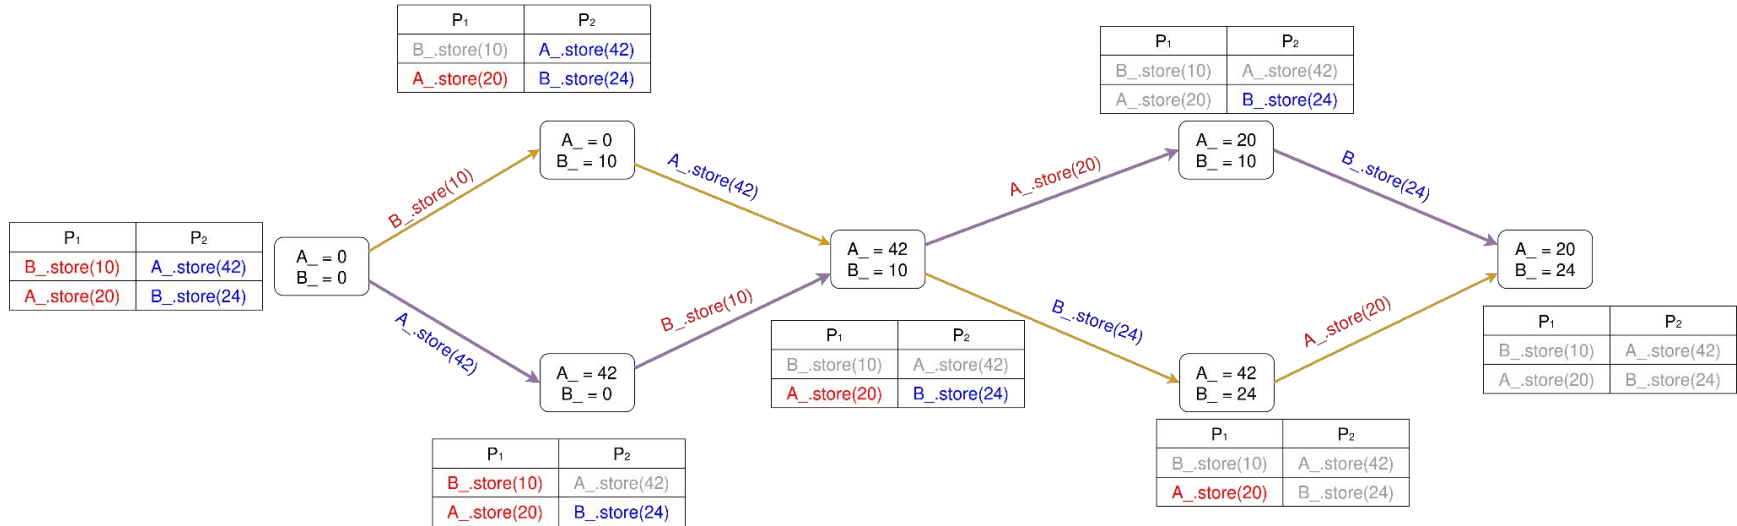 P₁ P₂
B_.store(10) A_.store(42)
A_.store(20) B_.store(24)
P₁ P₂
B_.store(10) A_.store(42)
A_.store(20) B_.store(24)
A_ = 0
B_ = 10
A_ = 20
B_ = 10
B_.store(10)
A_.store(42)
A_.store(20)
B_.store(24)
P₁ P₂
B_.store(10) A_.store(42)
A_.store(20) B_.store(24)
A_ = 0
B_ = 0
A_ = 42
B_ = 10
A_ = 20
B_ = 24
A_.store(42)
B_.store(10)
B_.store(24)
A_.store(20)
P₁ P₂
B_.store(10) A_.store(42)
A_.store(20) B_.store(24)
P₁ P₂
B_.store(10) A_.store(42)
A_.store(20) B_.store(24)
A_ = 42
B_ = 0
A_ = 42
B_ = 24
P₁ P₂
B_.store(10) A_.store(42)
A_.store(20) B_.store(24)
P₁ P₂
B_.store(10) A_.store(42)
A_.store(20) B_.store(24)